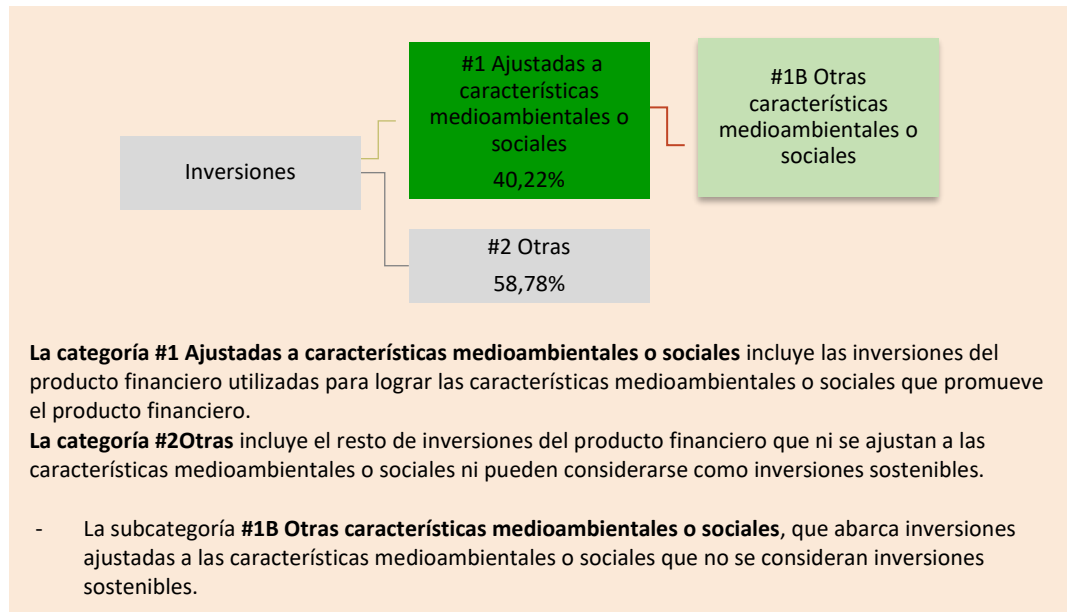 #1 Ajustadas a
características
medioambientales o
sociales
40,22%
#1B Otras
características
medioambientales o
sociales
Inversiones
#2 Otras
58,78%
La categoría #1 Ajustadas a características medioambientales o sociales incluye las inversiones del
producto financiero utilizadas para lograr las características medioambientales o sociales que promueve
el producto financiero.
La categoría #2Otras incluye el resto de inversiones del producto financiero que ni se ajustan a las
características medioambientales o sociales ni pueden considerarse como inversiones sostenibles.
- La subcategoría #1B Otras características medioambientales o sociales, que abarca inversiones
ajustadas a las características medioambientales o sociales que no se consideran inversiones
sostenibles.